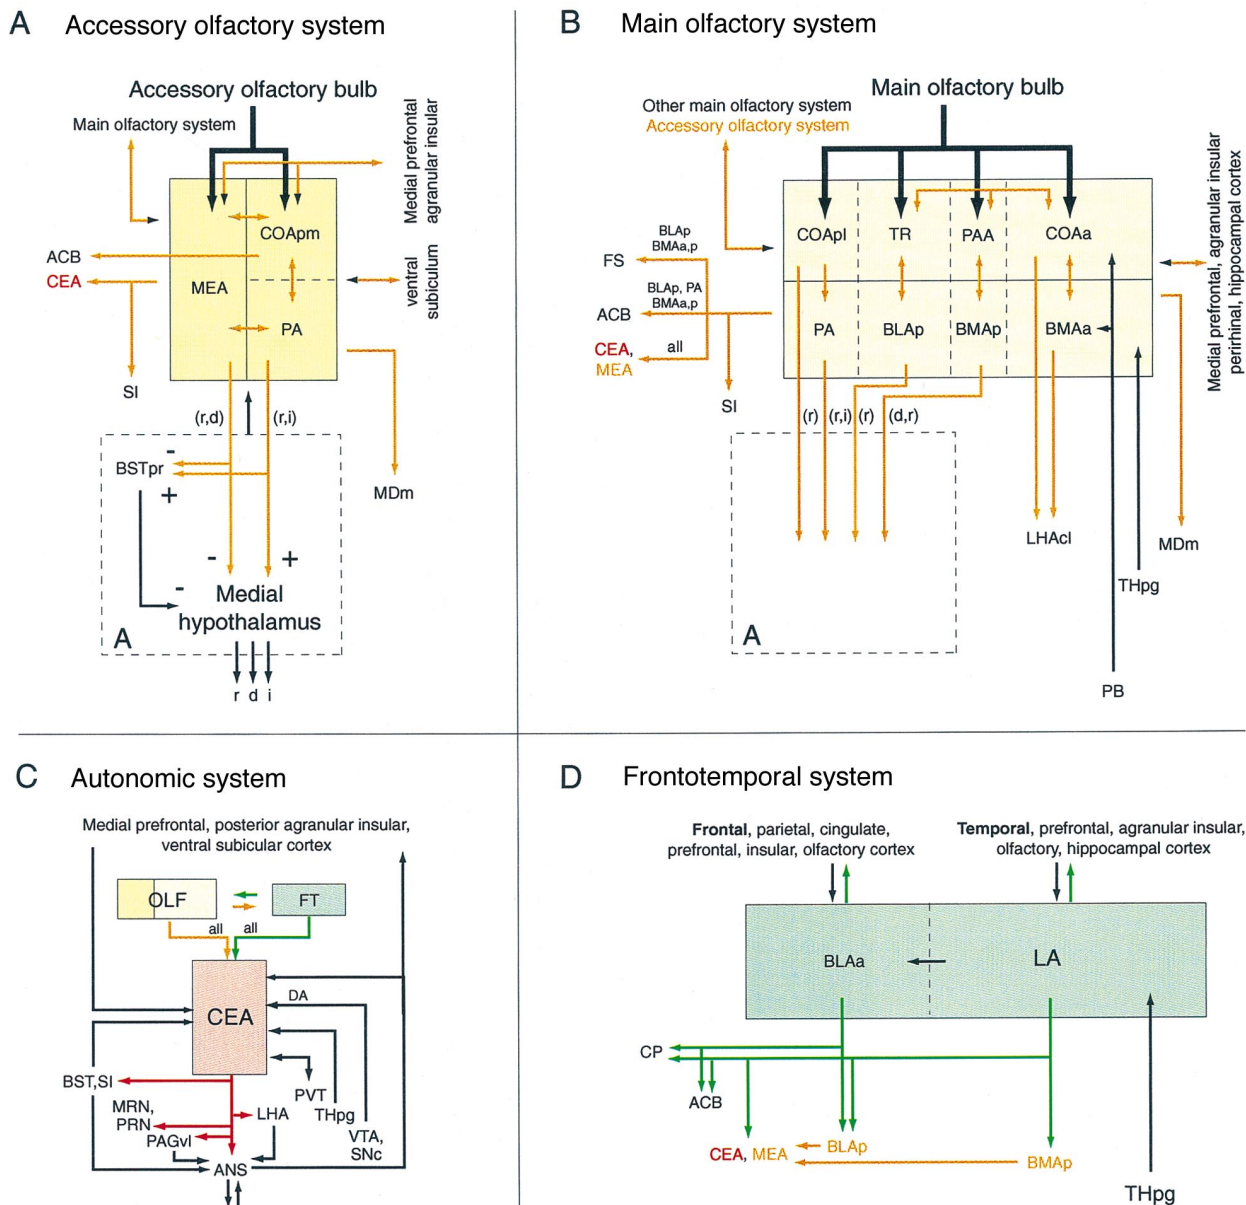 A Accessory olfactory system
Accessory olfactory bulb
Main olfactory system
Medial prefrontal
agranular insular
COApm
ACB
CEA
MEA
ventral
subiculum
PA
SI
(r,d)
(r,i)
BSTpr
-
+
MDm
-
+
-
Medial
hypothalamus
A
r d i
B Main olfactory system
Main olfactory bulb
Other main olfactory system
Accessory olfactory system
Medial prefrontal, agranular insular
perirhinal, hippocampal cortex
COApl TR PAA COAa
BLAp
BMAa,p
FS
BLAp, PA
BMAa,p
ACB
PA BLAp BMAp BMAa
CEA,
MEA
all
SI
(r) (r,i) (r) (d,r)
LHAcl
MDm
THpg
A
PB
C Autonomic system
Medial prefrontal, posterior agranular insular,
ventral subicular cortex
OLF
FT
all all
CEA
DA
BST,SI
MRN,
PRN
PAGvl
LHA
PVT
THpg
VTA,
SNc
ANS
D Frontotemporal system
Frontal, parietal, cingulate,
prefrontal, insular, olfactory cortex
Temporal, prefrontal, agranular insular,
olfactory, hippocampal cortex
BLAa
LA
CP
ACB
CEA, MEA
BLAp
BMAp
THpg